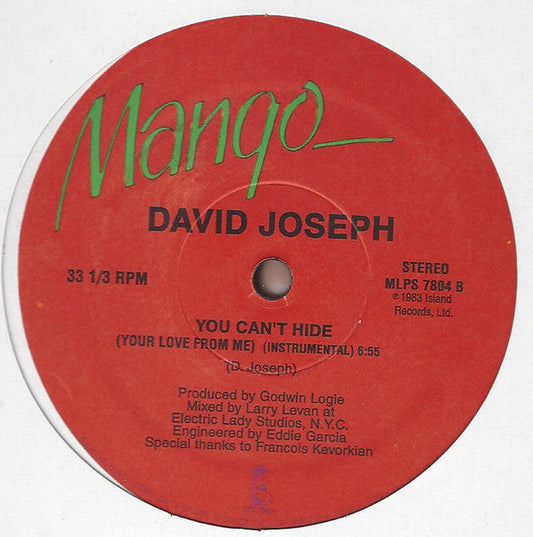 Mango
DAVID JOSEPH
33 1/3 RPM
STEREO
MLPS 7804 B
℗ 1983 Island
Records, Ltd.
YOU CAN'T HIDE
(YOUR LOVE FROM ME) (INSTRUMENTAL) 6:55
(D. Joseph)
Produced by Godwin Logie
Mixed by Larry Levan at
Electric Lady Studios, N.Y.C.
Engineered by Eddie Garcia
Special thanks to Francois Kevorkian